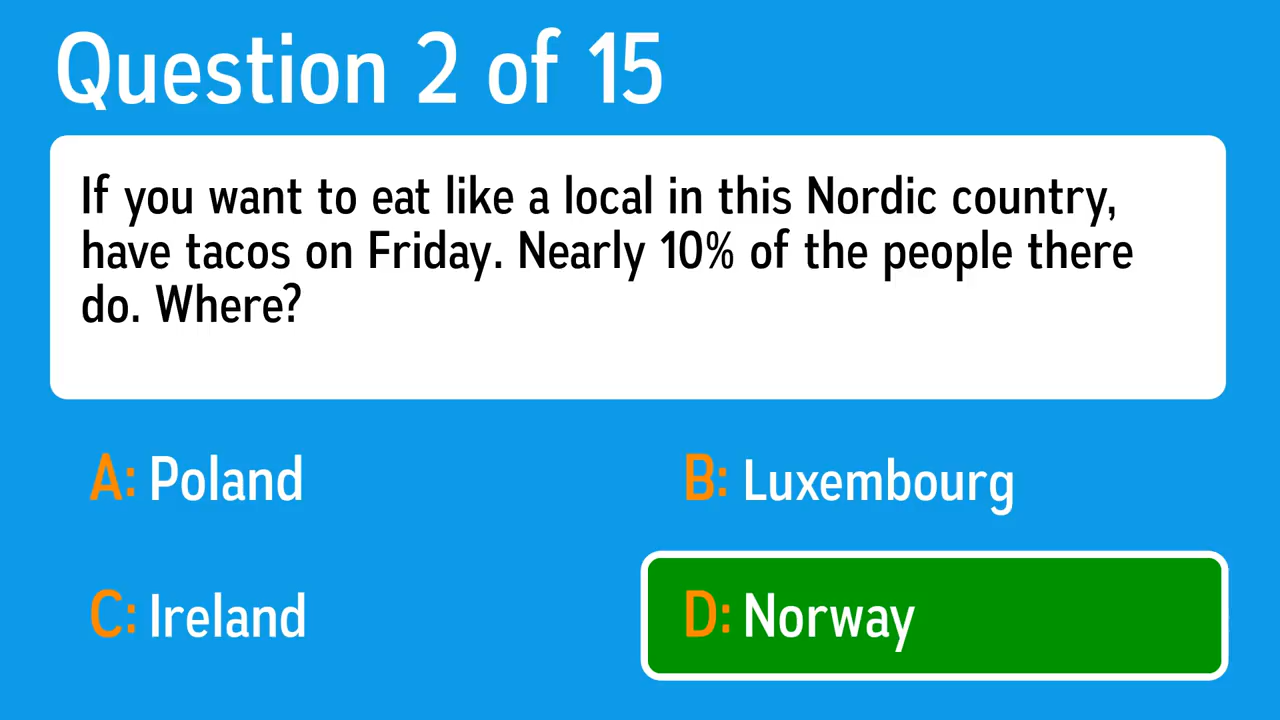 Question 2 of 15
If you want to eat like a local in this Nordic country,
have tacos on Friday. Nearly 10% of the people there
do. Where?
A: Poland
B: Luxembourg
C: Ireland
D: Norway